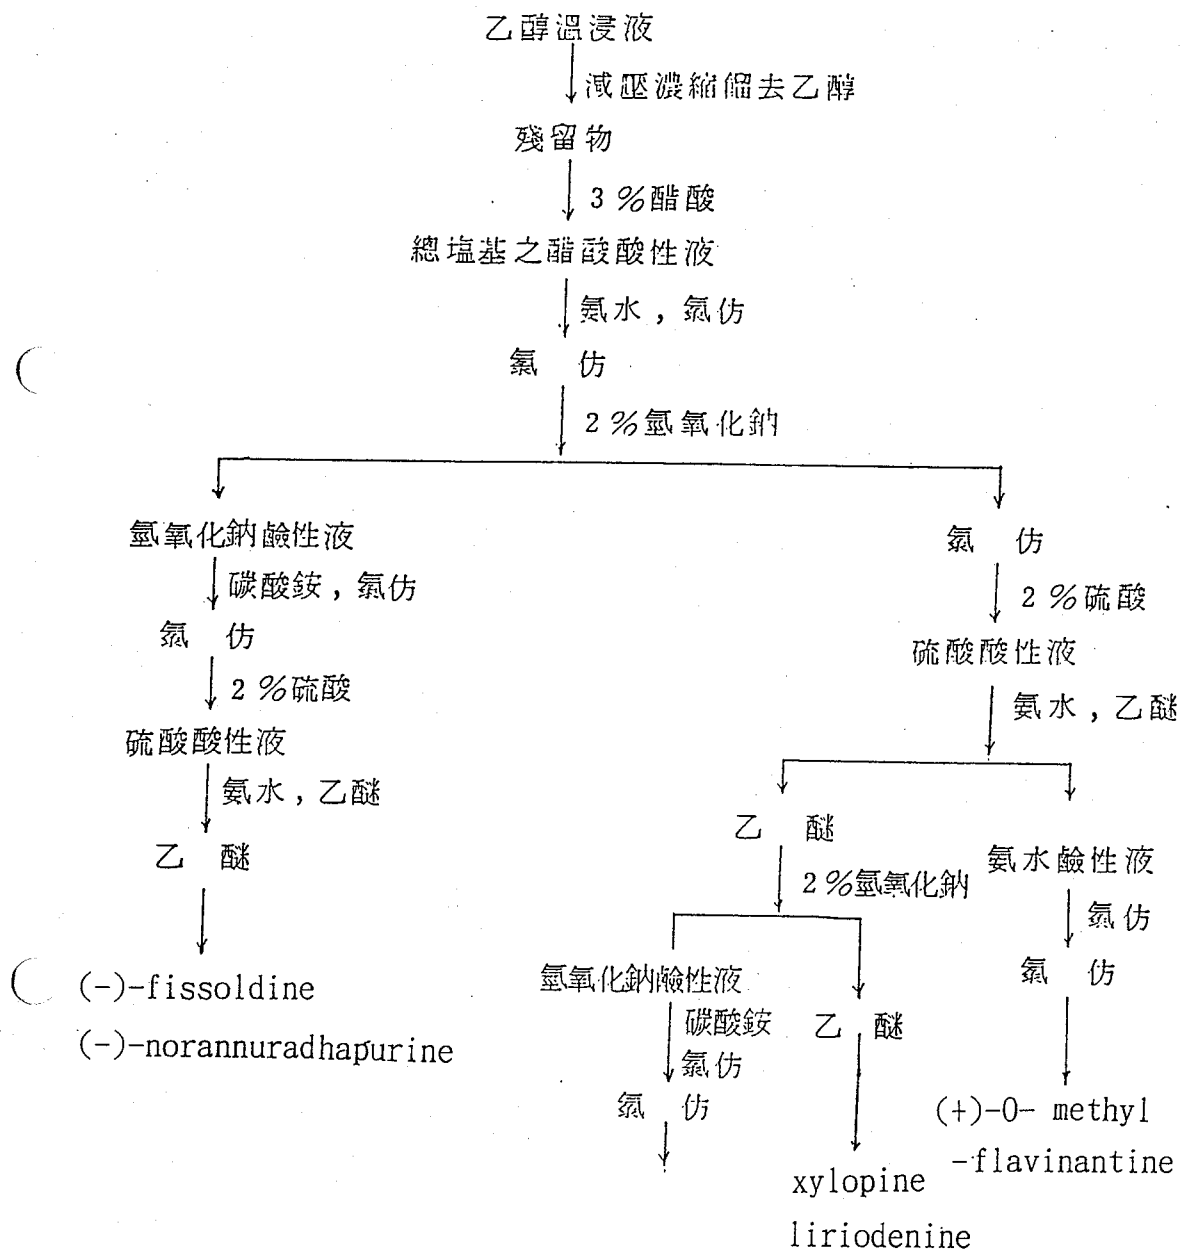 乙醇溫浸液
減壓濃縮餾去乙醇
殘留物
3%醋酸
總塩基之醋酸酸性液
氨水，氯仿
氯 仿
2%氫氧化鈉
氫氧化鈉鹼性液
碳酸銨，氯仿
氯 仿
2%硫酸
硫酸酸性液
氨水，乙醚
乙 醚
(-)-fissoldine
(-)-norannuradhapurine
氯 仿
2%硫酸
硫酸酸性液
氨水，乙醚
乙 醚
2%氫氧化鈉
氫氧化鈉鹼性液
碳酸銨
氯仿
氯 仿
乙 醚
xylopine
liriodenine
氨水鹼性液
氯仿
氯 仿
(+)-O- methyl
-flavinantine